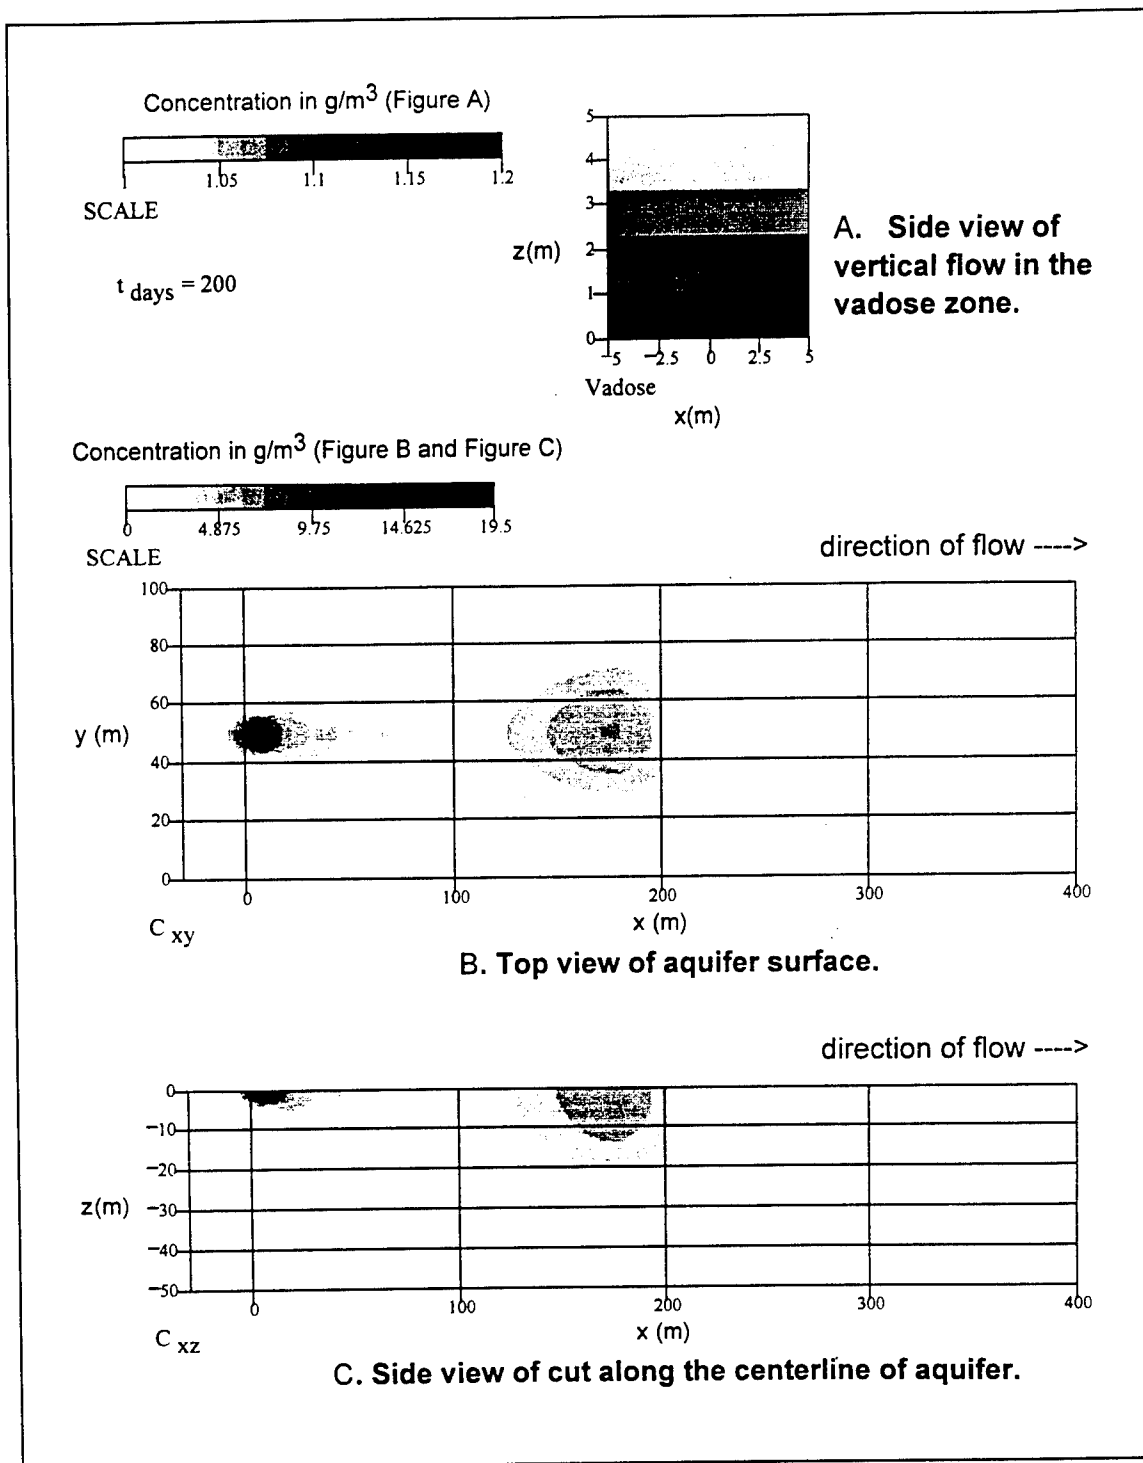 Concentration in g/m3 (Figure A)
1 1.05 1.1 1.15 1.2
SCALE
t days = 200
5
4
3
z(m) 2
1
0
-5 -2.5 0 2.5 5
Vadose
x(m)
A. Side view of
vertical flow in the
vadose zone.
Concentration in g/m3 (Figure B and Figure C)
0 4.875 9.75 14.625 19.5
SCALE
direction of flow ---->
100
80
60
y (m)
40
20
0
0 100 200 300 400
C xy
x (m)
B. Top view of aquifer surface.
direction of flow ---->
0
-10
-20
z(m) -30
-40
-50
0 100 200 300 400
C xz
x (m)
C. Side view of cut along the centerline of aquifer.